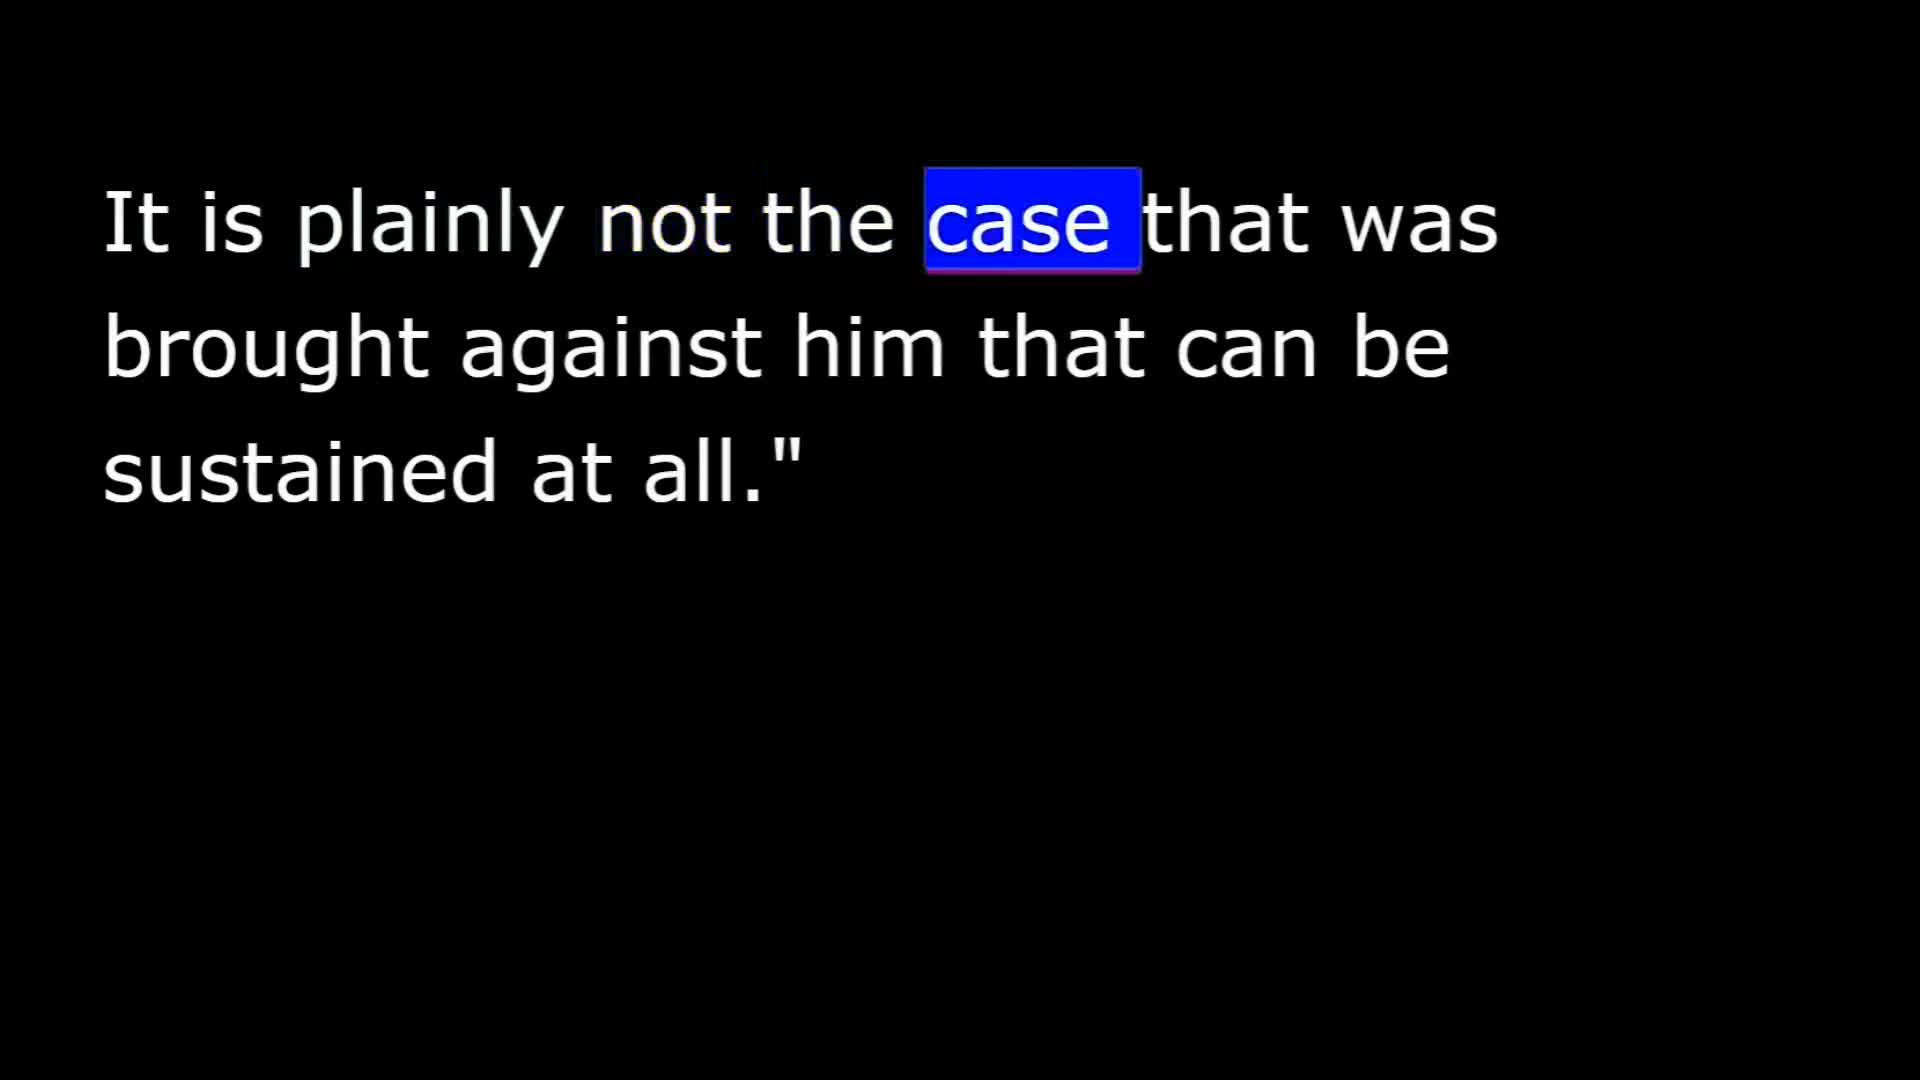 It is plainly not the case that was
brought against him that can be
sustained at all."